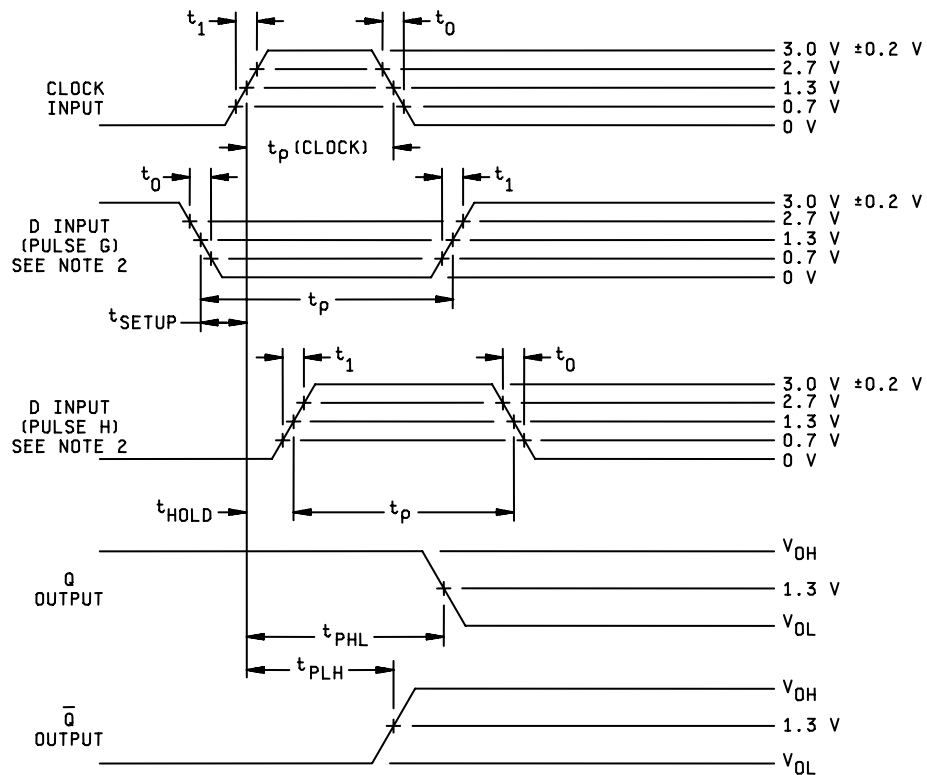 t1
t0
3.0 V ±0.2 V
2.7 V
1.3 V
0.7 V
0 V
CLOCK
INPUT
tp (CLOCK)
t0
t1
3.0 V ±0.2 V
2.7 V
1.3 V
0.7 V
0 V
D INPUT
(PULSE G)
SEE NOTE 2
tp
tSETUP
t1
t0
3.0 V ±0.2 V
2.7 V
1.3 V
0.7 V
0 V
D INPUT
(PULSE H)
SEE NOTE 2
tHOLD
tp
VOH
1.3 V
VOL
Q
OUTPUT
tPHL
tPLH
VOH
1.3 V
VOL
Q̅
OUTPUT